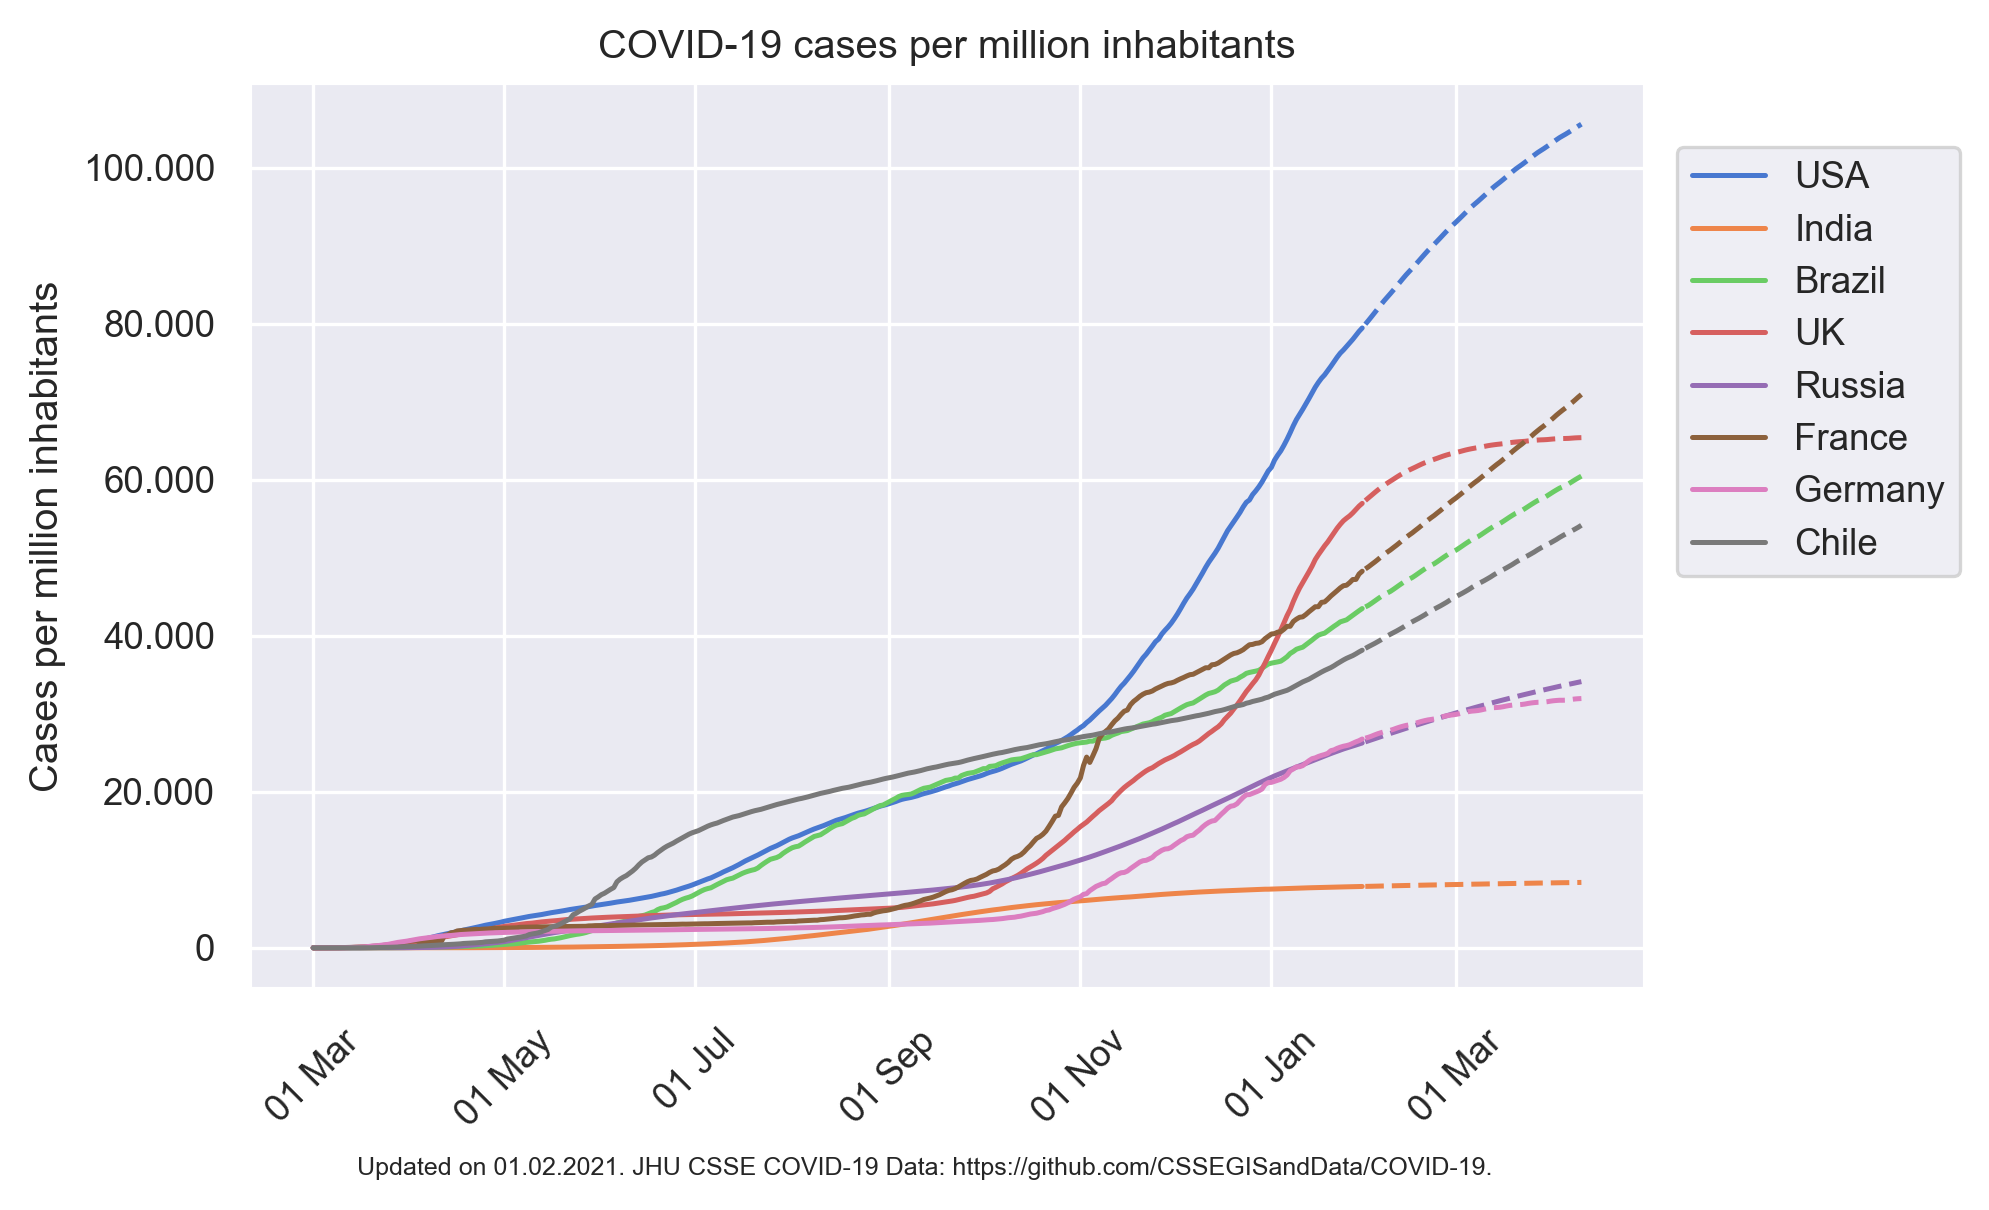 COVID-19 cases per million inhabitants
Cases per million inhabitants
100.000
80.000
60.000
40.000
20.000
0
01 Mar
01 May
01 Jul
01 Sep
01 Nov
01 Jan
01 Mar
USA
India
Brazil
UK
Russia
France
Germany
Chile
Updated on 01.02.2021. JHU CSSE COVID-19 Data: https://github.com/CSSEGISandData/COVID-19.